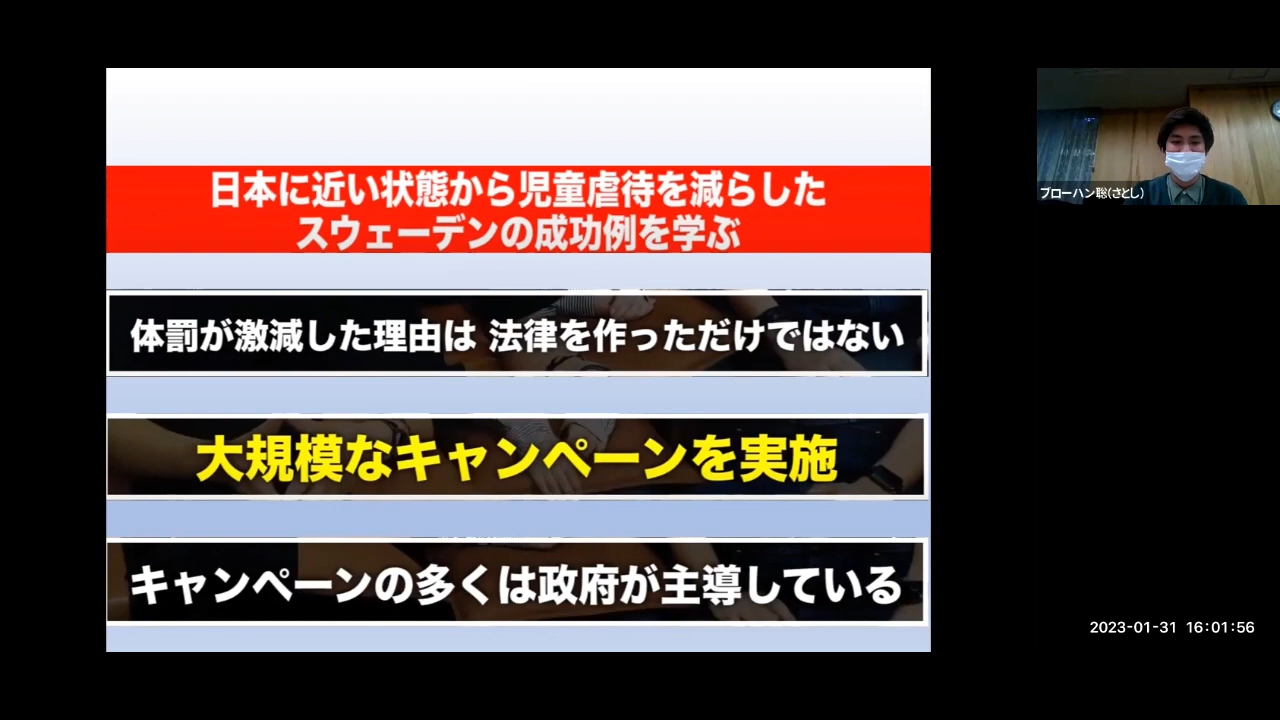 日本に近い状態から児童虐待を減らした
スウェーデンの成功例を学ぶ
体罰が激減した理由は 法律を作っただけではない
大規模なキャンペーンを実施
キャンペーンの多くは政府が主導している
ブローハン聡(さとし)
2023-01-31 16:01:56